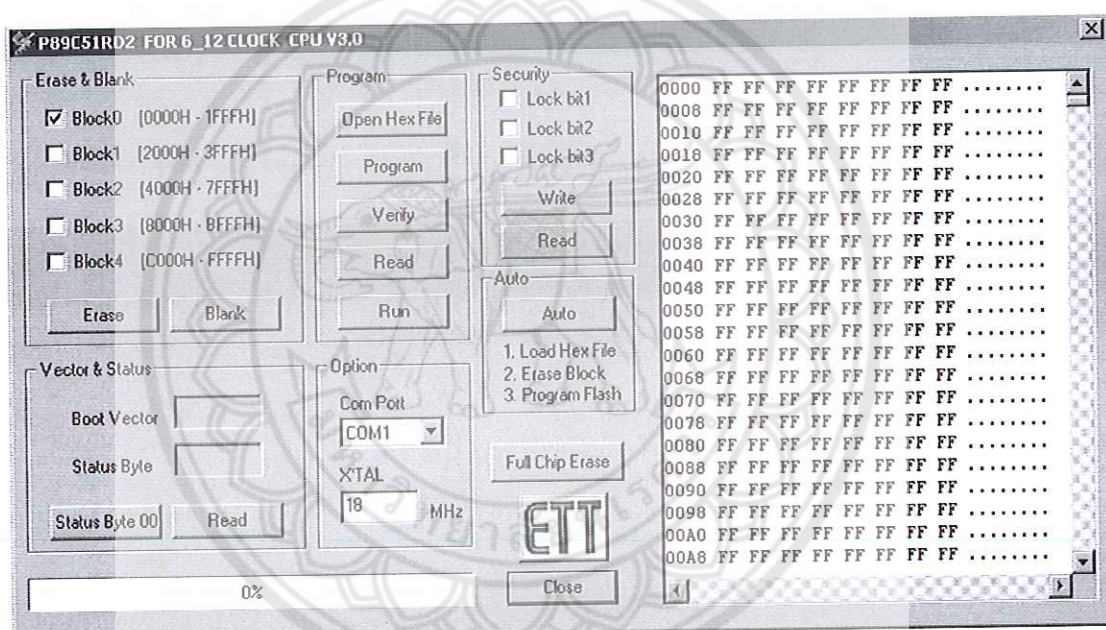 P89C51RD2 FOR 6_12 CLOCK CPU V3.0
Erase & Blank
Block0 [0000H - 1FFFH]
Block1 [2000H - 3FFFH]
Block2 [4000H - 7FFFH]
Block3 [8000H - BFFFH]
Block4 [C000H - FFFFH]
Erase Blank
Program
Open Hex File
Program
Verify
Read
Run
Security
Lock bit1
Lock bit2
Lock bit3
Write
Read
Auto
Auto
1. Load Hex File
2. Erase Block
3. Program Flash
Vector & Status
Boot Vector
Status Byte
Status Byte 00 Read
Option
Com Port
COM1
X'TAL
18 MHz
Full Chip Erase
ETT
Close
0%
0000 FF FF FF FF FF FF FF FF ........
0008 FF FF FF FF FF FF FF FF ........
0010 FF FF FF FF FF FF FF FF ........
0018 FF FF FF FF FF FF FF FF ........
0020 FF FF FF FF FF FF FF FF ........
0028 FF FF FF FF FF FF FF FF ........
0030 FF FF FF FF FF FF FF FF ........
0038 FF FF FF FF FF FF FF FF ........
0040 FF FF FF FF FF FF FF FF ........
0048 FF FF FF FF FF FF FF FF ........
0050 FF FF FF FF FF FF FF FF ........
0058 FF FF FF FF FF FF FF FF ........
0060 FF FF FF FF FF FF FF FF ........
0068 FF FF FF FF FF FF FF FF ........
0070 FF FF FF FF FF FF FF FF ........
0078 FF FF FF FF FF FF FF FF ........
0080 FF FF FF FF FF FF FF FF ........
0088 FF FF FF FF FF FF FF FF ........
0090 FF FF FF FF FF FF FF FF ........
0098 FF FF FF FF FF FF FF FF ........
00A0 FF FF FF FF FF FF FF FF ........
00A8 FF FF FF FF FF FF FF FF ........